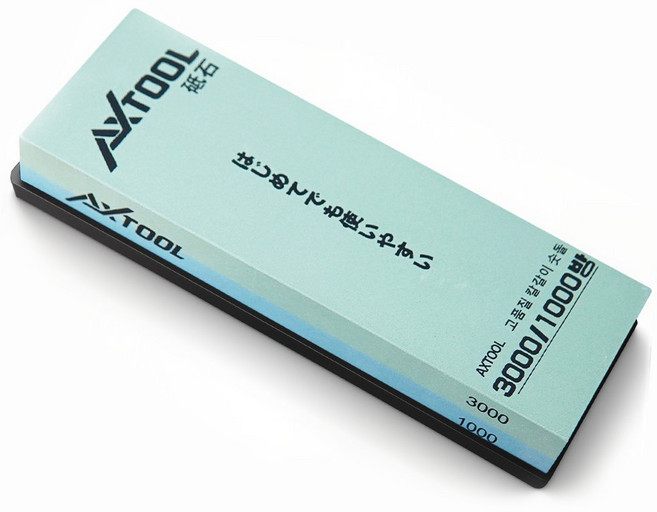 AXTOOL
砥石
はじめてでも使いやすい
AXTOOL 고품질 칼갈이 숫돌
3000/1000방
AXTOOL
3000
1000